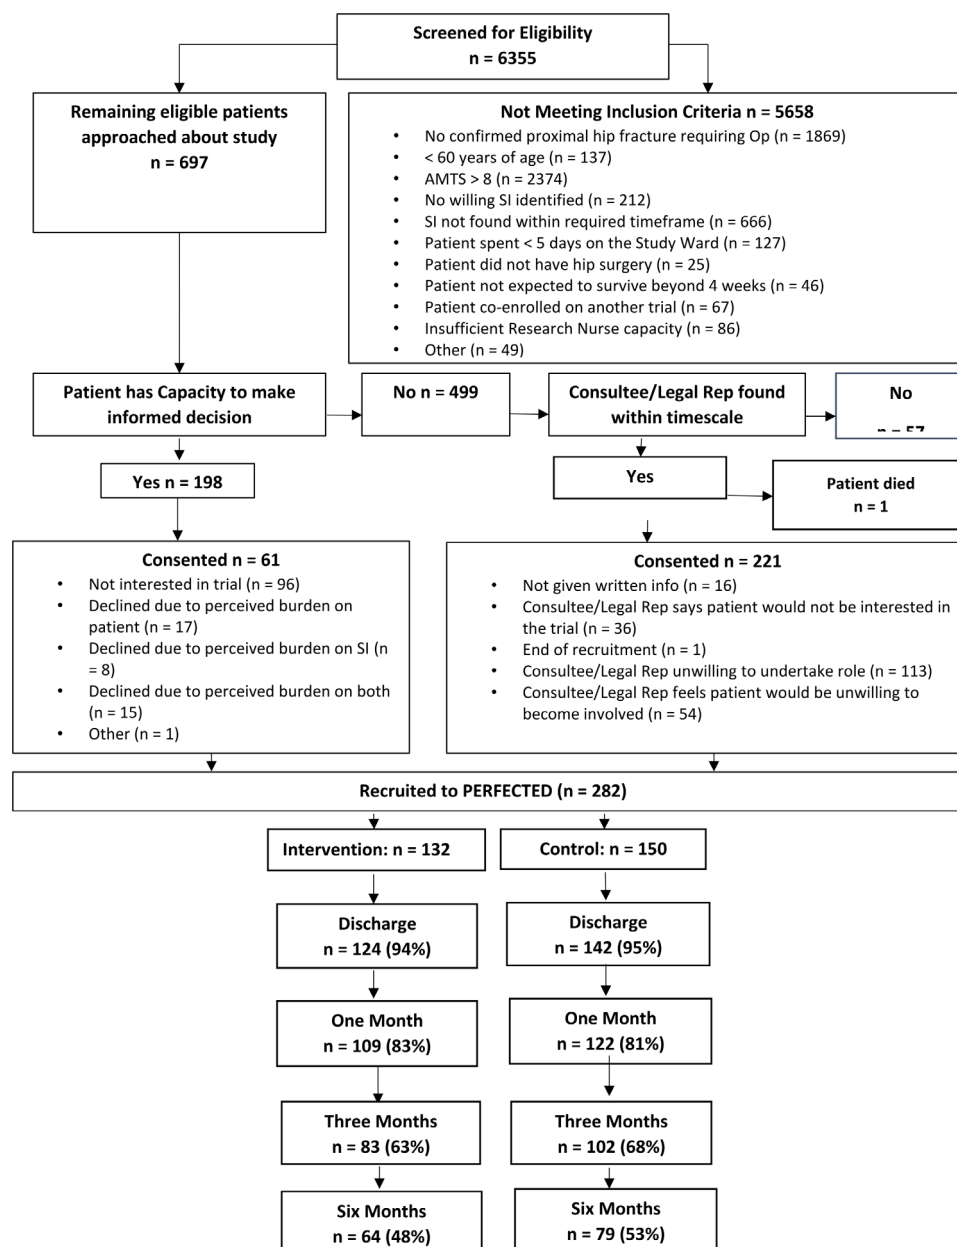 Screened for Eligibility
n = 6355
Remaining eligible patients
approached about study
n = 697
Not Meeting Inclusion Criteria n = 5658
• No confirmed proximal hip fracture requiring Op (n = 1869)
• < 60 years of age (n = 137)
• AMTS > 8 (n = 2374)
• No willing SI identified (n = 212)
• SI not found within required timeframe (n = 666)
• Patient spent < 5 days on the Study Ward (n = 127)
• Patient did not have hip surgery (n = 25)
• Patient not expected to survive beyond 4 weeks (n = 46)
• Patient co-enrolled on another trial (n = 67)
• Insufficient Research Nurse capacity (n = 86)
• Other (n = 49)
Patient has Capacity to make
informed decision
No n = 499
Consultee/Legal Rep found
within timescale
No
n = 57
Yes n = 198
Yes
Patient died
n = 1
Consented n = 61
• Not interested in trial (n = 96)
• Declined due to perceived burden on
patient (n = 17)
• Declined due to perceived burden on SI (n
= 8)
• Declined due to perceived burden on both
(n = 15)
• Other (n = 1)
Consented n = 221
• Not given written info (n = 16)
• Consultee/Legal Rep says patient would not be interested in
the trial (n = 36)
• End of recruitment (n = 1)
• Consultee/Legal Rep unwilling to undertake role (n = 113)
• Consultee/Legal Rep feels patient would be unwilling to
become involved (n = 54)
Recruited to PERFECTED (n = 282)
Intervention: n = 132
Control: n = 150
Discharge
n = 124 (94%)
Discharge
n = 142 (95%)
One Month
n = 109 (83%)
One Month
n = 122 (81%)
Three Months
n = 83 (63%)
Three Months
n = 102 (68%)
Six Months
n = 64 (48%)
Six Months
n = 79 (53%)